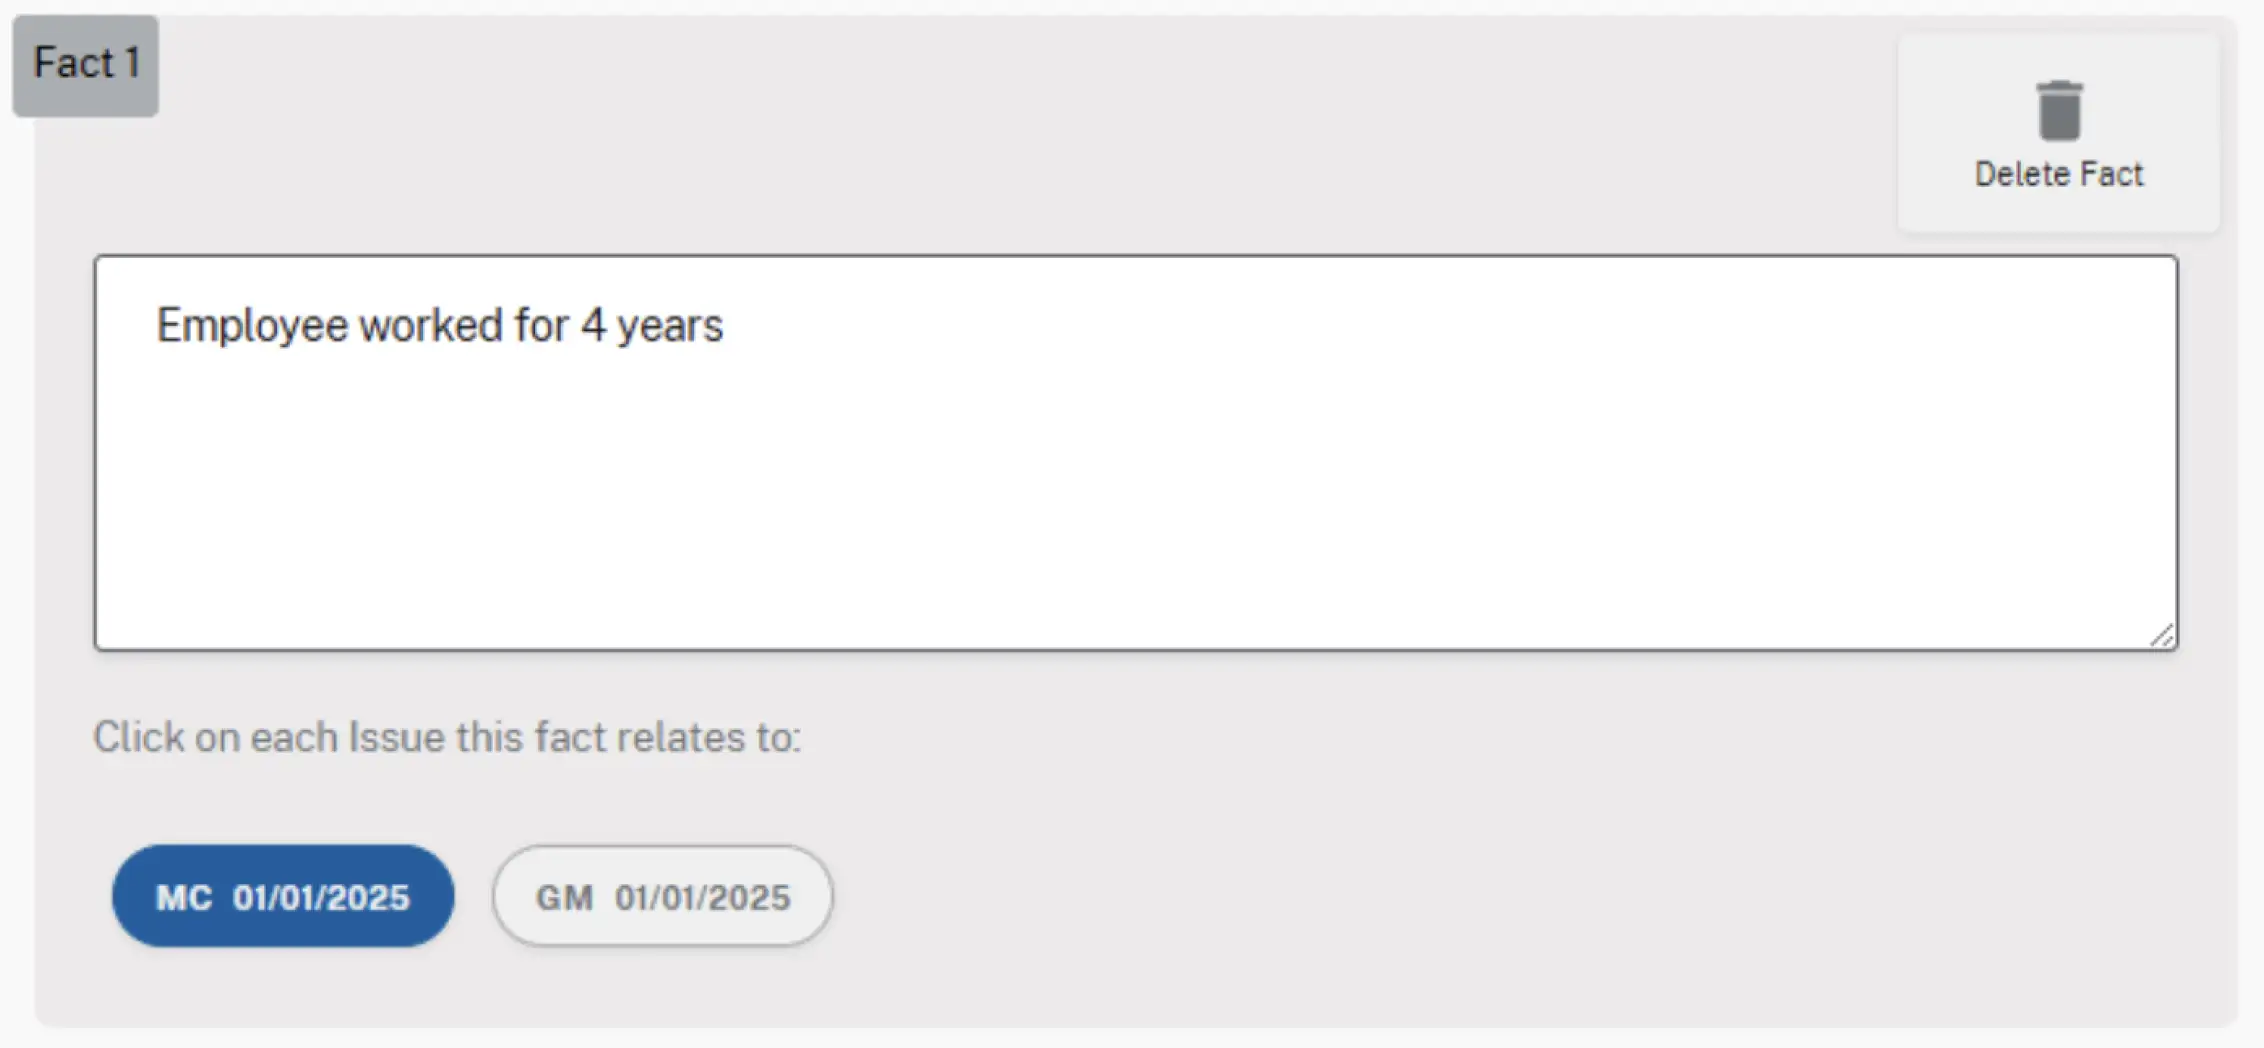 Fact 1
Delete Fact
Employee worked for 4 years
Click on each Issue this fact relates to:
MC 01/01/2025
GM 01/01/2025